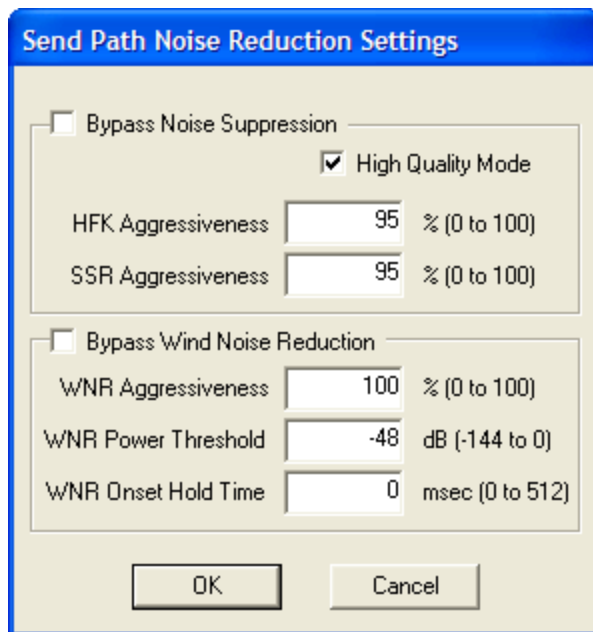 Send Path Noise Reduction Settings
Bypass Noise Suppression
High Quality Mode
HFK Aggressiveness 95 % (0 to 100)
SSR Aggressiveness 95 % (0 to 100)
Bypass Wind Noise Reduction
WNR Aggressiveness 100 % (0 to 100)
WNR Power Threshold -48 dB (-144 to 0)
WNR Onset Hold Time 0 msec (0 to 512)
OK Cancel